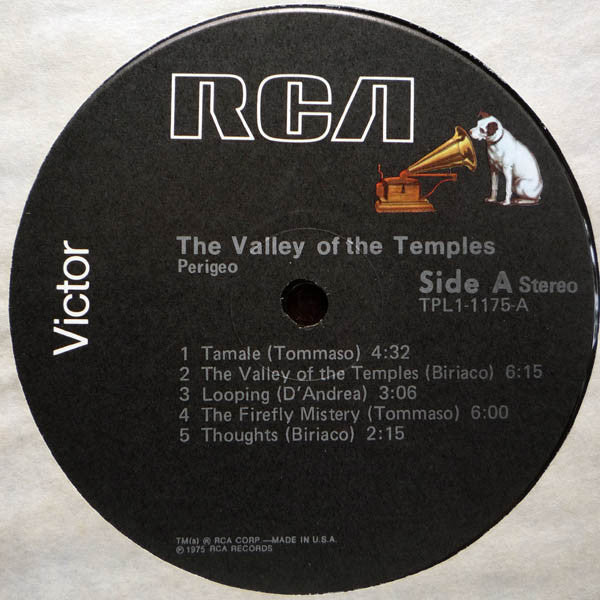 RCA
Victor
The Valley of the Temples
Perigeo
Side A Stereo
TPL1-1175-A
1 Tamale (Tommaso) 4:32
2 The Valley of the Temples (Biriaco) 6:15
3 Looping (D'Andrea) 3:06
4 The Firefly Mistery (Tommaso) 6:00
5 Thoughts (Biriaco) 2:15
TM(s) ® RCA CORP.—MADE IN U.S.A.
℗ 1975 RCA RECORDS